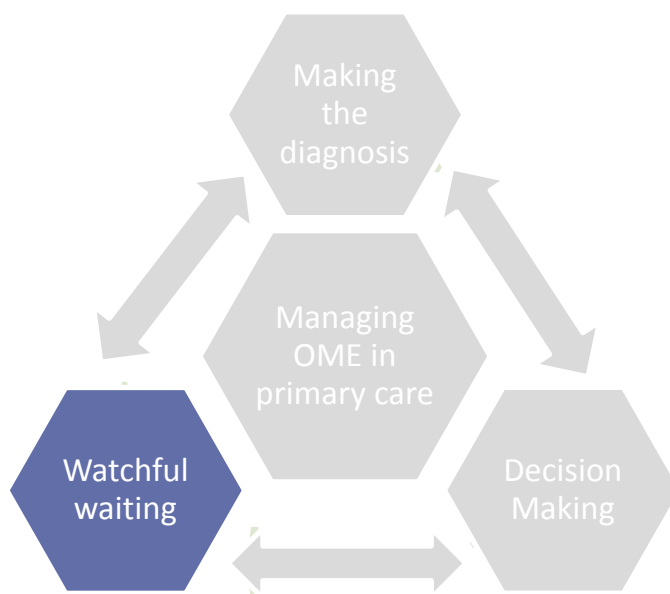 Making
the
diagnosis
Managing
OME in
primary care
Watchful
waiting
Decision
Making